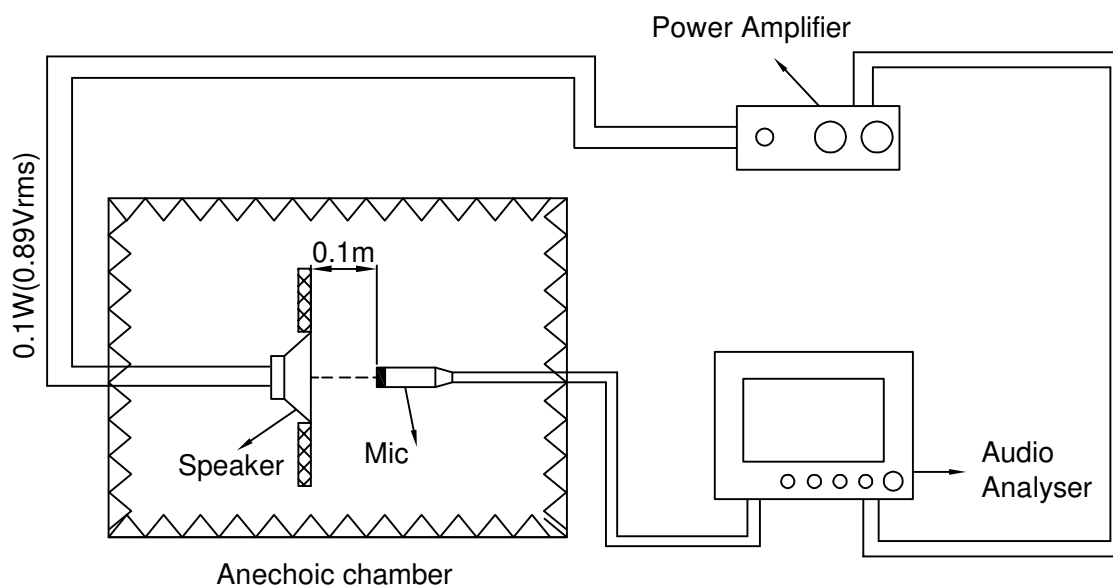 Power Amplifier
0.1W(0.89Vrms)
0.1m
Speaker
Mic
Audio
Analyser
Anechoic chamber